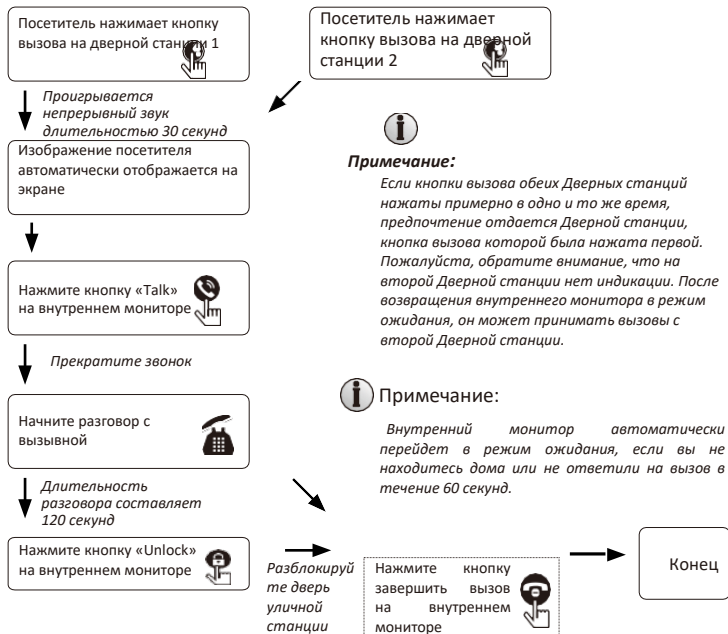 Посетитель нажимает кнопку
вызова на дверной станции 1
Посетитель нажимает
кнопку вызова на дверной
станции 2
Проигрывается
непрерывный звук
длительностью 30 секунд
Изображение посетителя
автоматически отображается на
экране
Примечание:
Если кнопки вызова обеих Дверных станций
нажаты примерно в одно и то же время,
предпочтение отдается Дверной станции,
кнопка вызова которой была нажата первой.
Пожалуйста, обратите внимание, что на
второй Дверной станции нет индикации. После
возвращения внутреннего монитора в режим
ожидания, он может принимать вызовы с
второй Дверной станции.
Нажмите кнопку «Talk»
на внутреннем мониторе
Прекратите звонок
Примечание:
Внутренний монитор автоматически
перейдет в режим ожидания, если вы не
находитесь дома или не ответили на вызов в
течение 60 секунд.
Начните разговор с
вызывной
Длительность
разговора составляет
120 секунд
Нажмите кнопку «Unlock»
на внутреннем мониторе
Разблокируй
те дверь
уличной
станции
Нажмите кнопку
завершить вызов
на внутреннем
мониторе
Конец